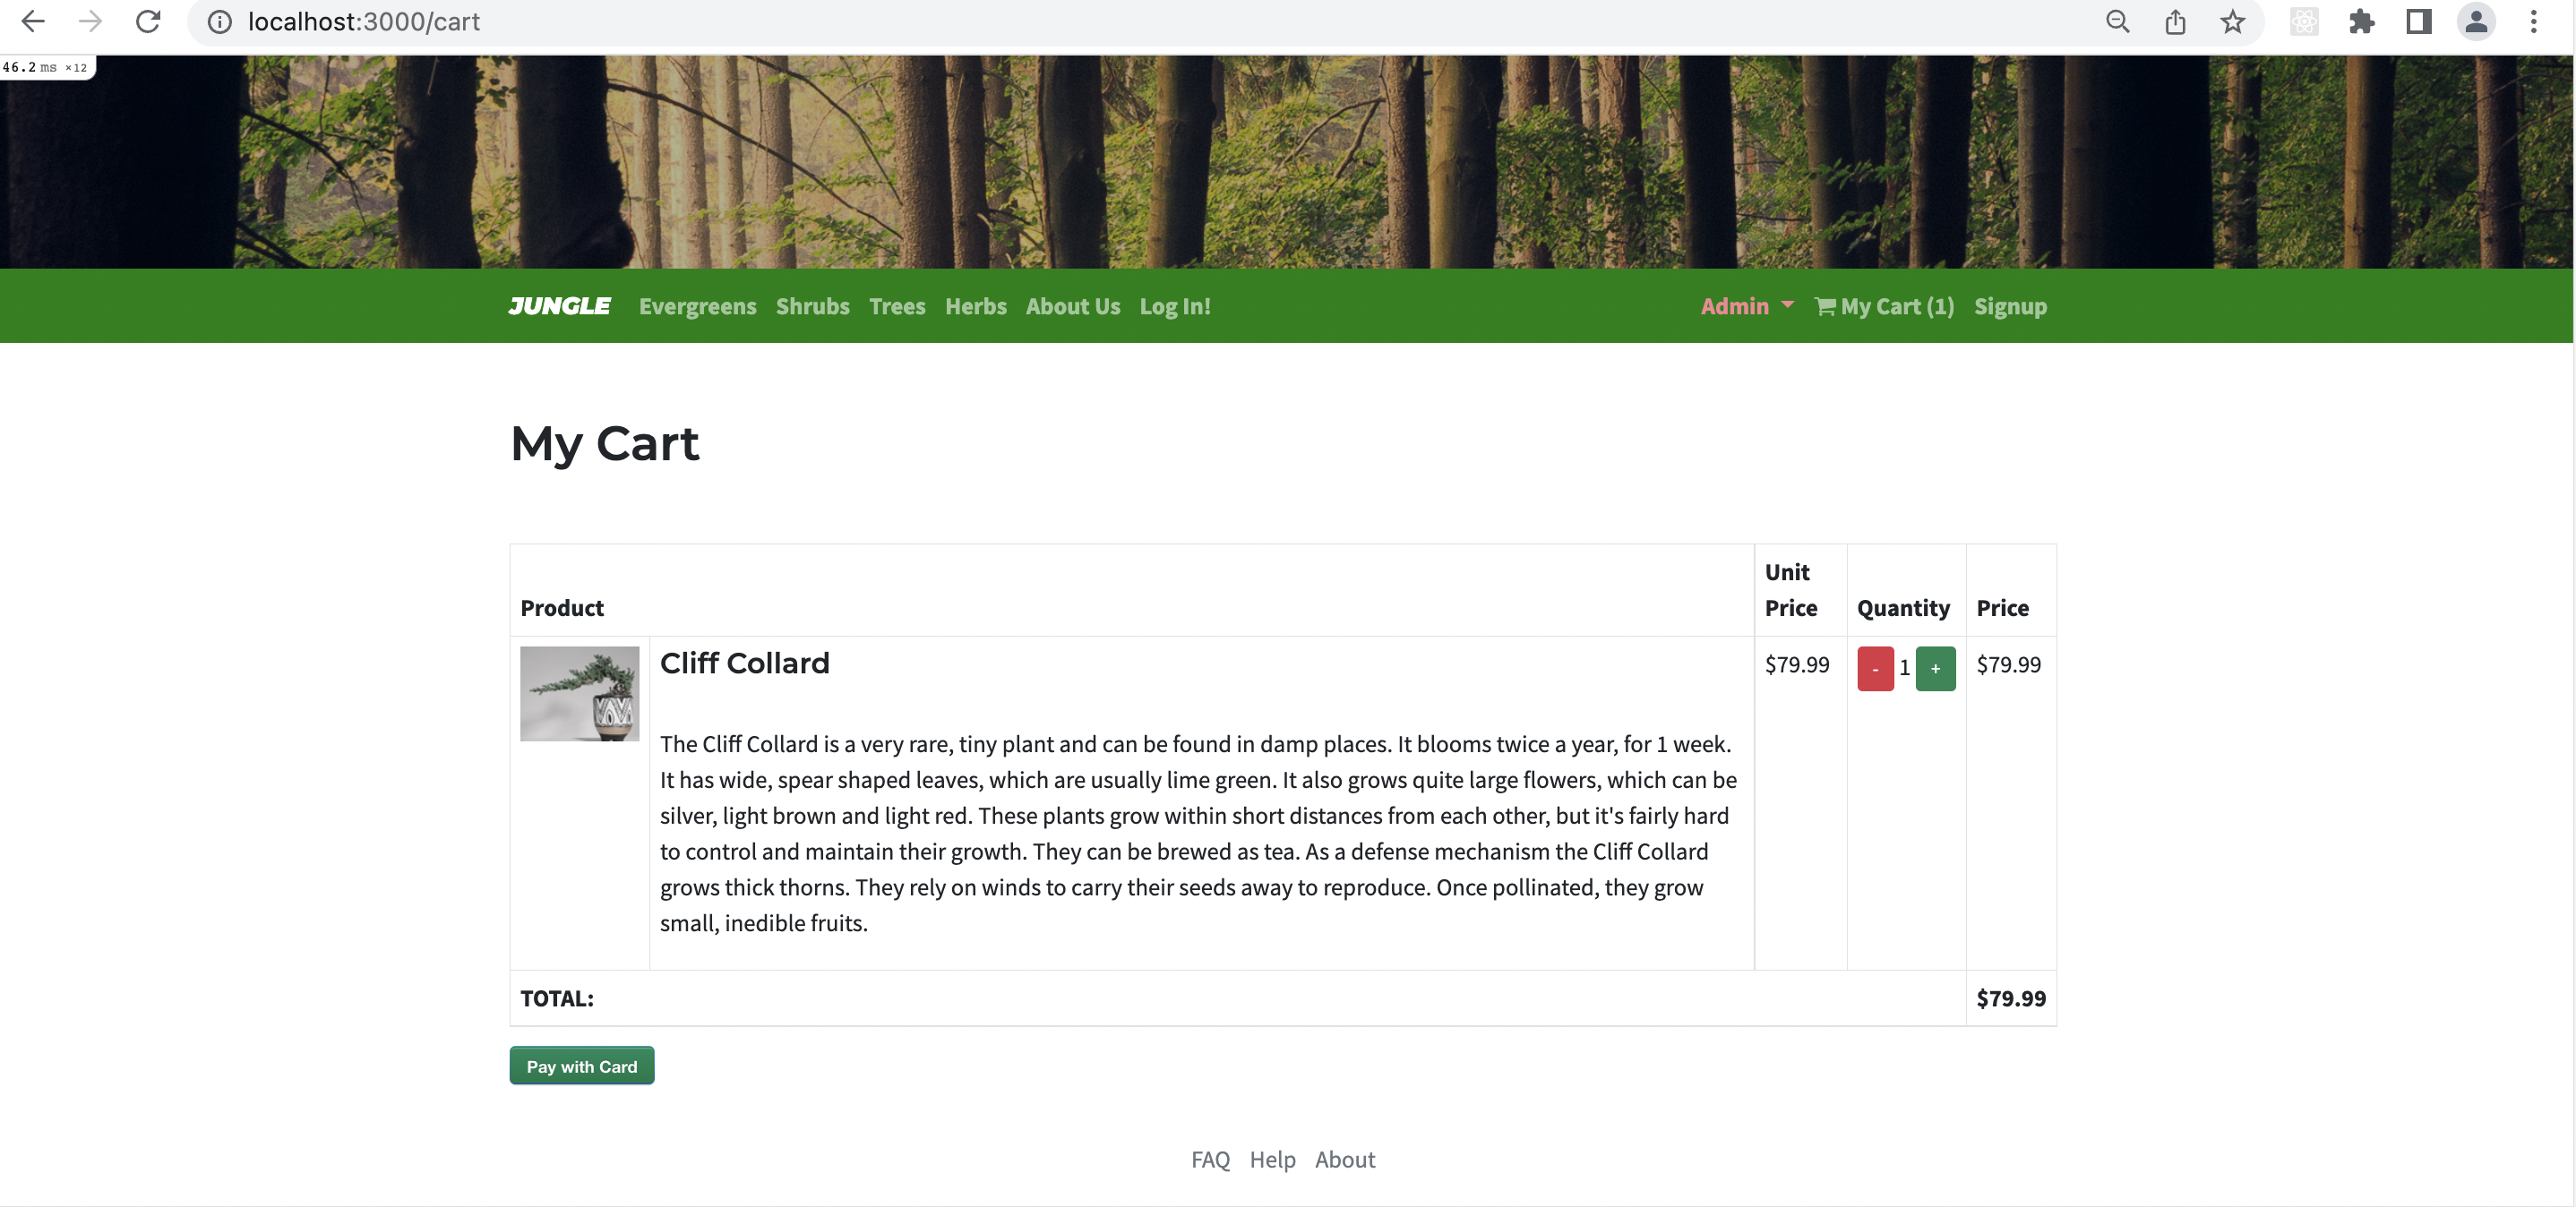 localhost:3000/cart
46.2 ms ×12
JUNGLE Evergreens Shrubs Trees Herbs About Us Log In! Admin My Cart (1) Signup
My Cart
Product Unit Price Quantity Price
Cliff Collard $79.99 - 1 + $79.99
The Cliff Collard is a very rare, tiny plant and can be found in damp places. It blooms twice a year, for 1 week.
It has wide, spear shaped leaves, which are usually lime green. It also grows quite large flowers, which can be
silver, light brown and light red. These plants grow within short distances from each other, but it's fairly hard
to control and maintain their growth. They can be brewed as tea. As a defense mechanism the Cliff Collard
grows thick thorns. They rely on winds to carry their seeds away to reproduce. Once pollinated, they grow
small, inedible fruits.
TOTAL: $79.99
Pay with Card
FAQ Help About